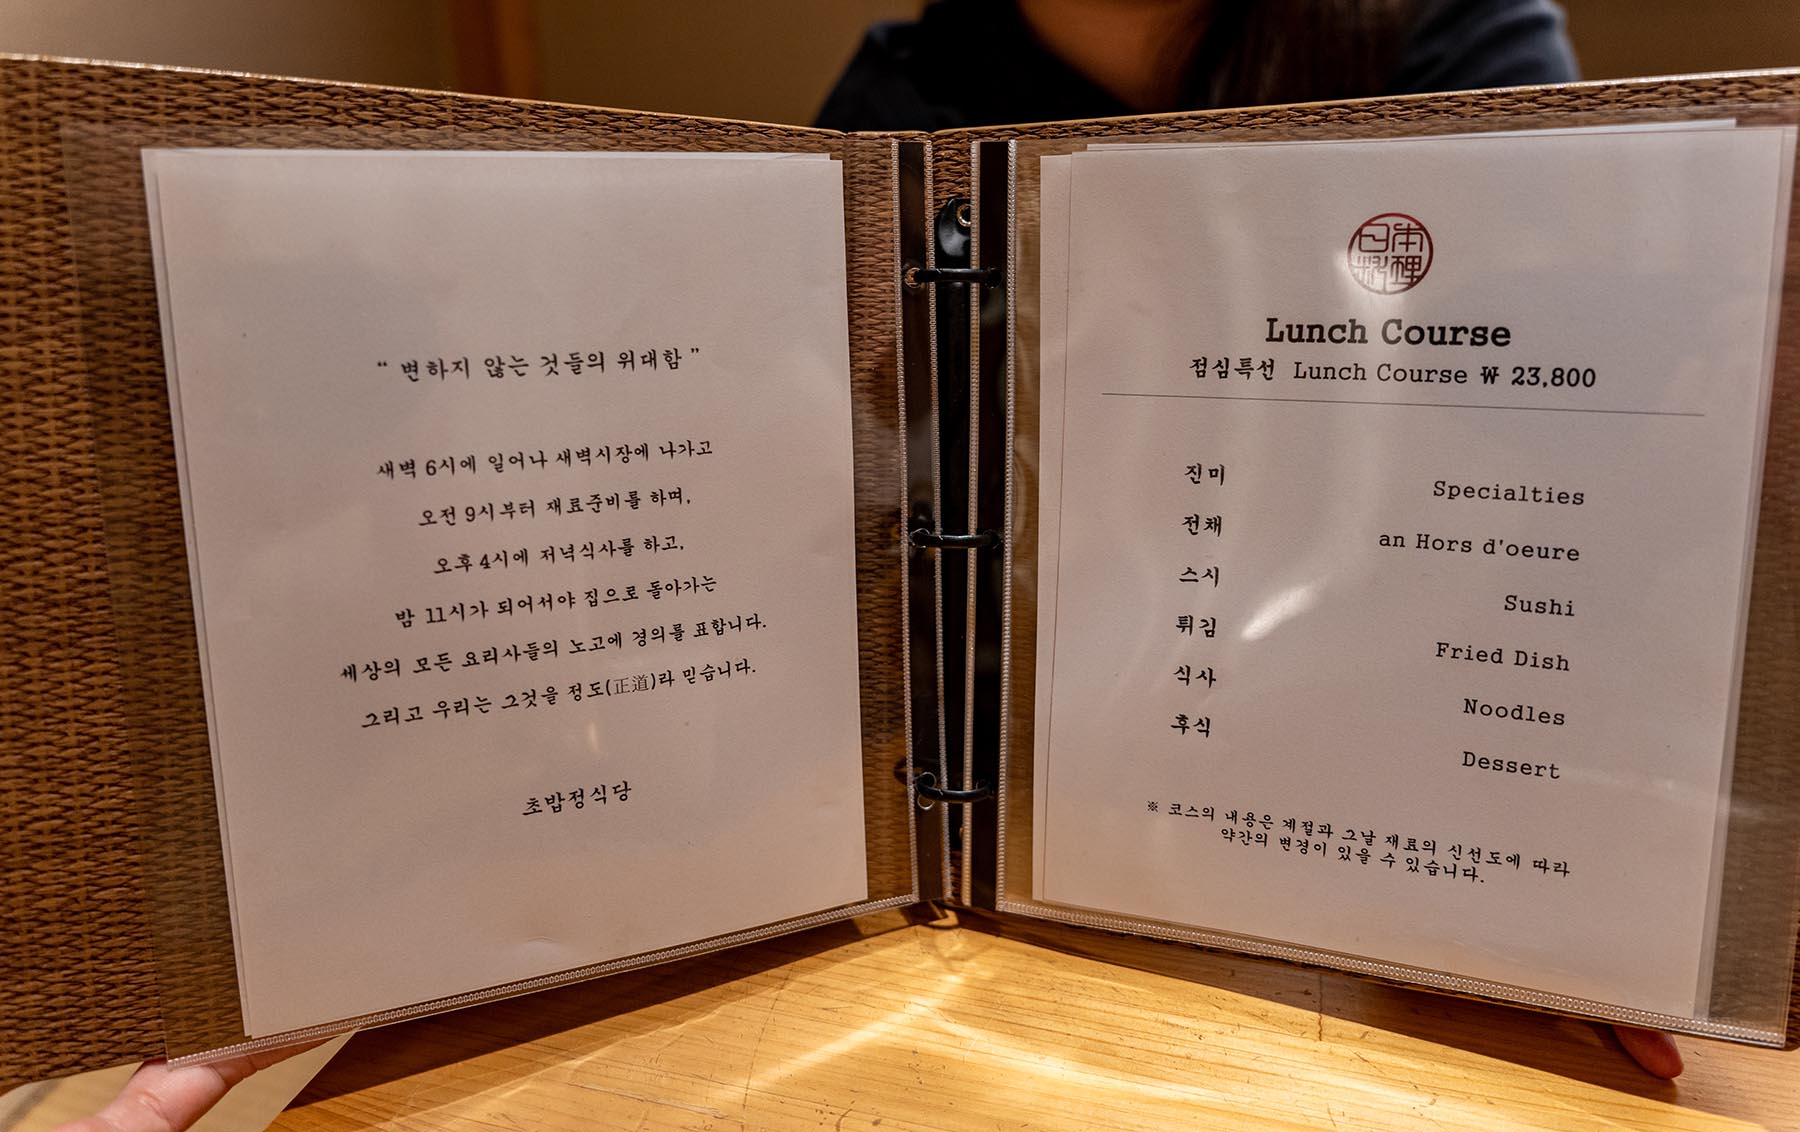 “ 변하지 않는 것들의 위대함 ”
새벽 6시에 일어나 새벽시장에 나가고
오전 9시부터 재료준비를 하며,
오후 4시에 저녁식사를 하고,
밤 11시가 되어서야 집으로 돌아가는
세상의 모든 요리사들의 노고에 경의를 표합니다.
그리고 우리는 그것을 정도(正道)라 믿습니다.
초밥정식당
日本
料理
Lunch Course
점심특선 Lunch Course ₩ 23,800
진미 Specialties
전채 an Hors d'oeure
스시 Sushi
튀김 Fried Dish
식사 Noodles
후식 Dessert
※ 코스의 내용은 계절과 그날 재료의 신선도에 따라
약간의 변경이 있을 수 있습니다.